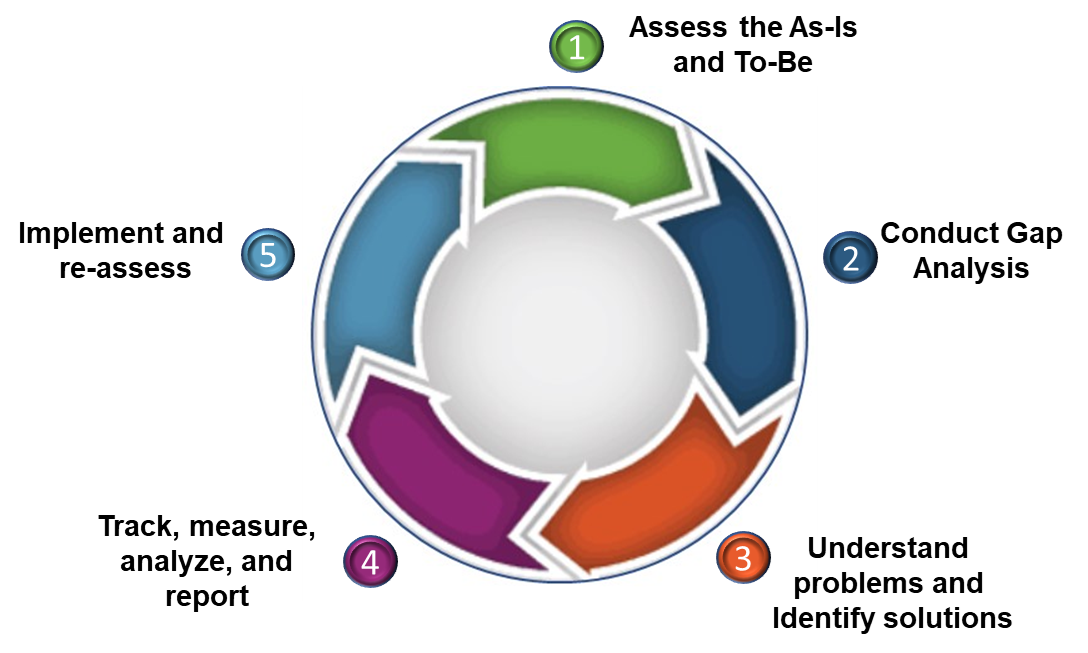 1
Assess the As-Is
and To-Be
2
Conduct Gap
Analysis
3
Understand
problems and
Identify solutions
4
Track, measure,
analyze, and
report
5
Implement and
re-assess